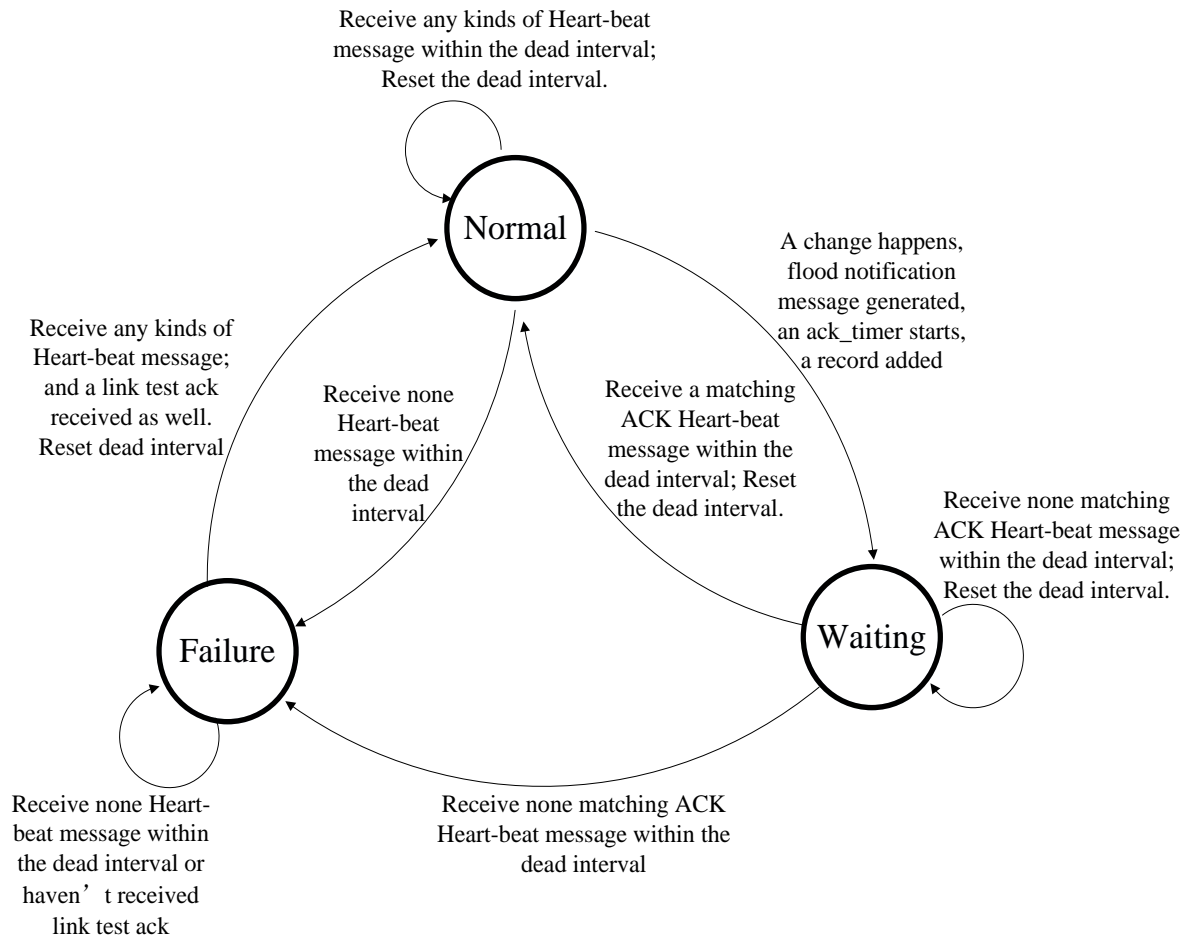 Receive any kinds of Heart-beat
message within the dead interval;
Reset the dead interval.
Normal
A change happens,
flood notification
message generated,
an ack_timer starts,
a record added
Receive any kinds of
Heart-beat message;
and a link test ack
received as well.
Reset dead interval
Receive none
Heart-beat
message within
the dead
interval
Receive a matching
ACK Heart-beat
message within the
dead interval; Reset
the dead interval.
Receive none matching
ACK Heart-beat message
within the dead interval;
Reset the dead interval.
Failure
Waiting
Receive none Heart-
beat message within
the dead interval or
haven’t received
link test ack
Receive none matching ACK
Heart-beat message within the
dead interval